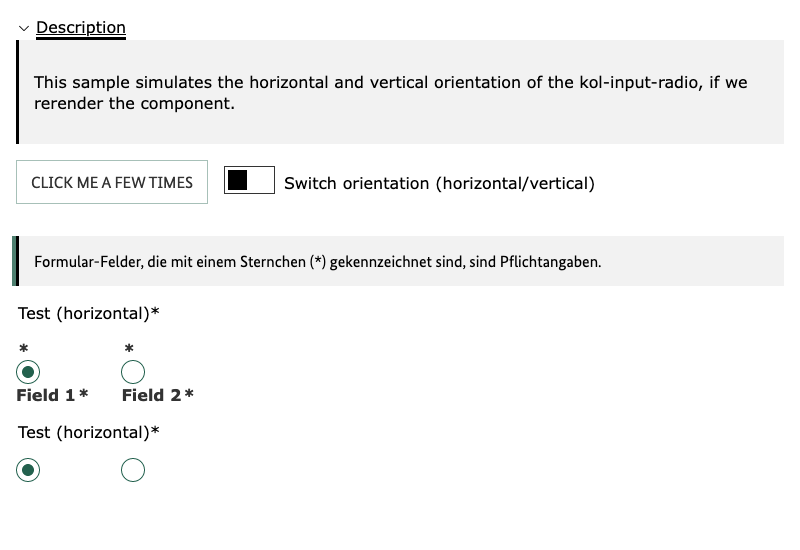 Description
This sample simulates the horizontal and vertical orientation of the kol-input-radio, if we
rerender the component.
CLICK ME A FEW TIMES
Switch orientation (horizontal/vertical)
Formular-Felder, die mit einem Sternchen (*) gekennzeichnet sind, sind Pflichtangaben.
Test (horizontal)*
* *
Field 1* Field 2*
Test (horizontal)*